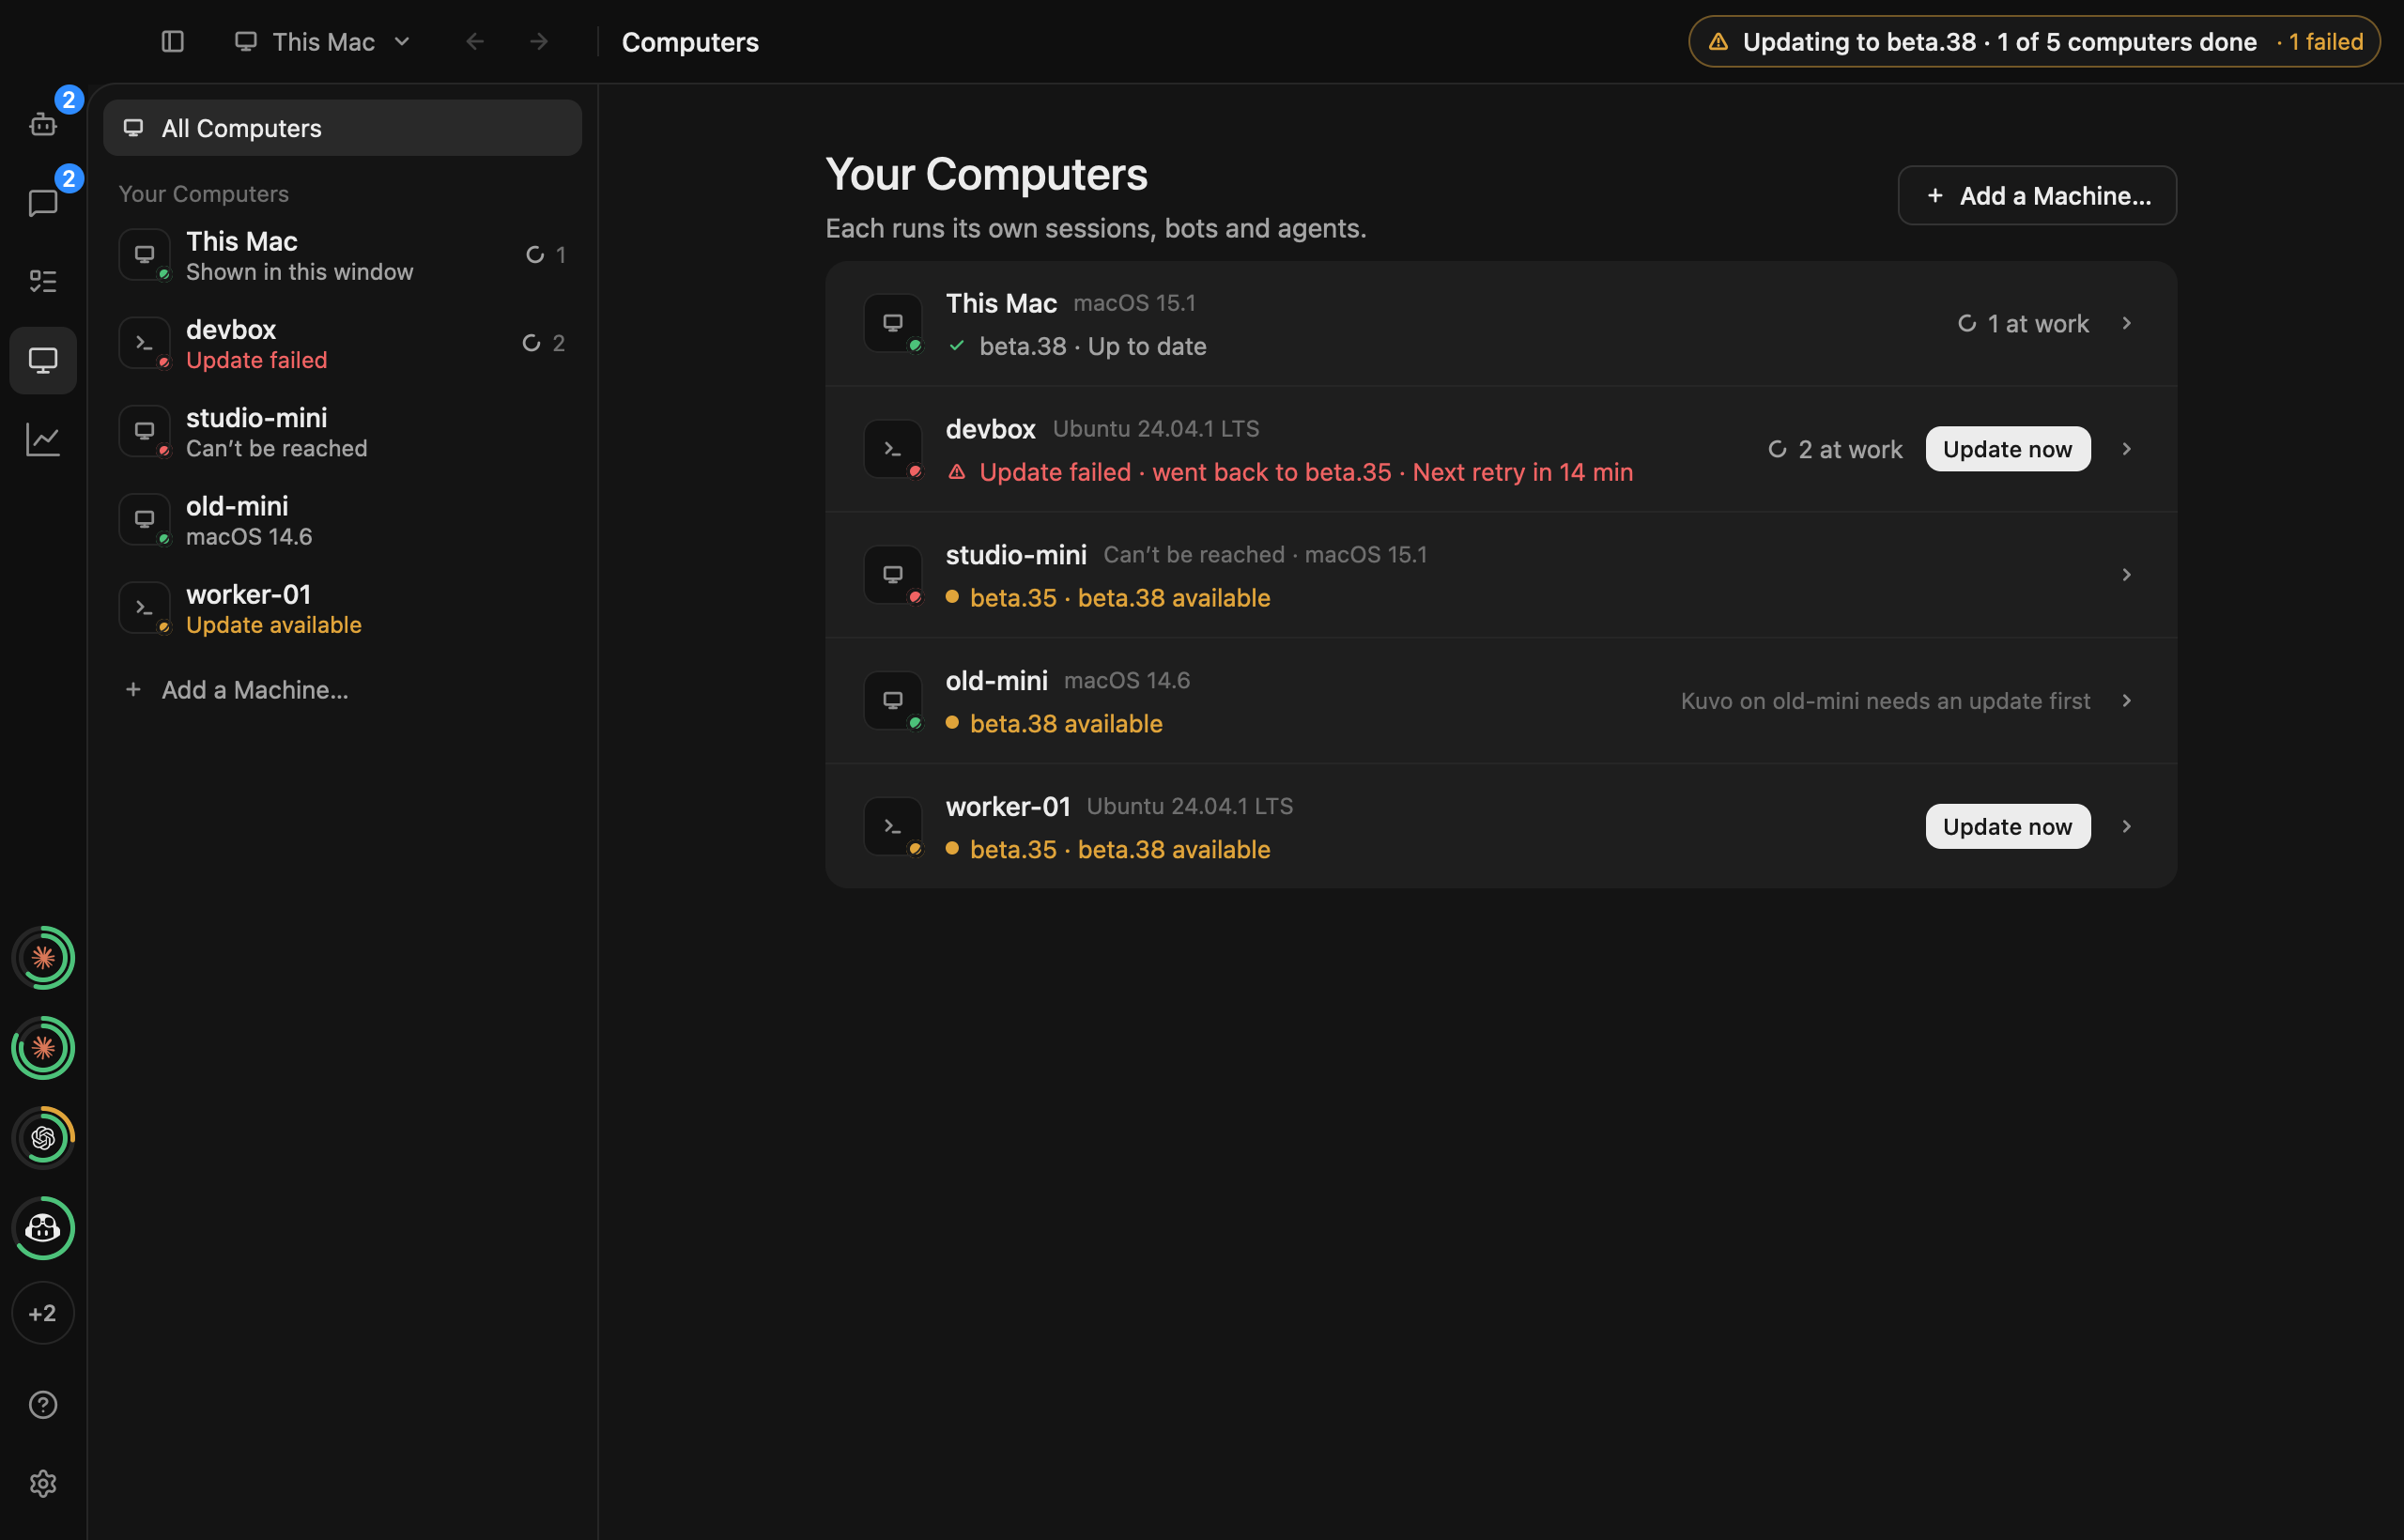 This Mac
Computers
Updating to beta.38 · 1 of 5 computers done · 1 failed
2
2
All Computers
Your Computers
This Mac
Shown in this window
1
devbox
Update failed
2
studio-mini
Can’t be reached
old-mini
macOS 14.6
worker-01
Update available
+ Add a Machine...
Your Computers
Each runs its own sessions, bots and agents.
+ Add a Machine...
This Mac macOS 15.1
beta.38 · Up to date
1 at work
devbox Ubuntu 24.04.1 LTS
Update failed · went back to beta.35 · Next retry in 14 min
2 at work
Update now
studio-mini Can’t be reached · macOS 15.1
beta.35 · beta.38 available
old-mini macOS 14.6
beta.38 available
Kuvo on old-mini needs an update first
worker-01 Ubuntu 24.04.1 LTS
beta.35 · beta.38 available
Update now
+2